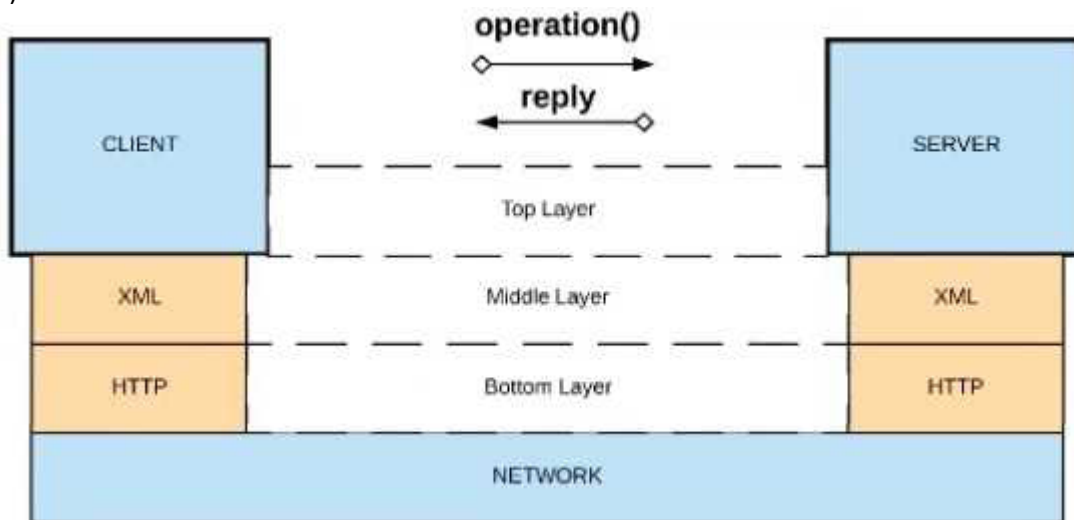 operation()
reply
CLIENT
SERVER
Top Layer
XML
Middle Layer
XML
HTTP
Bottom Layer
HTTP
NETWORK